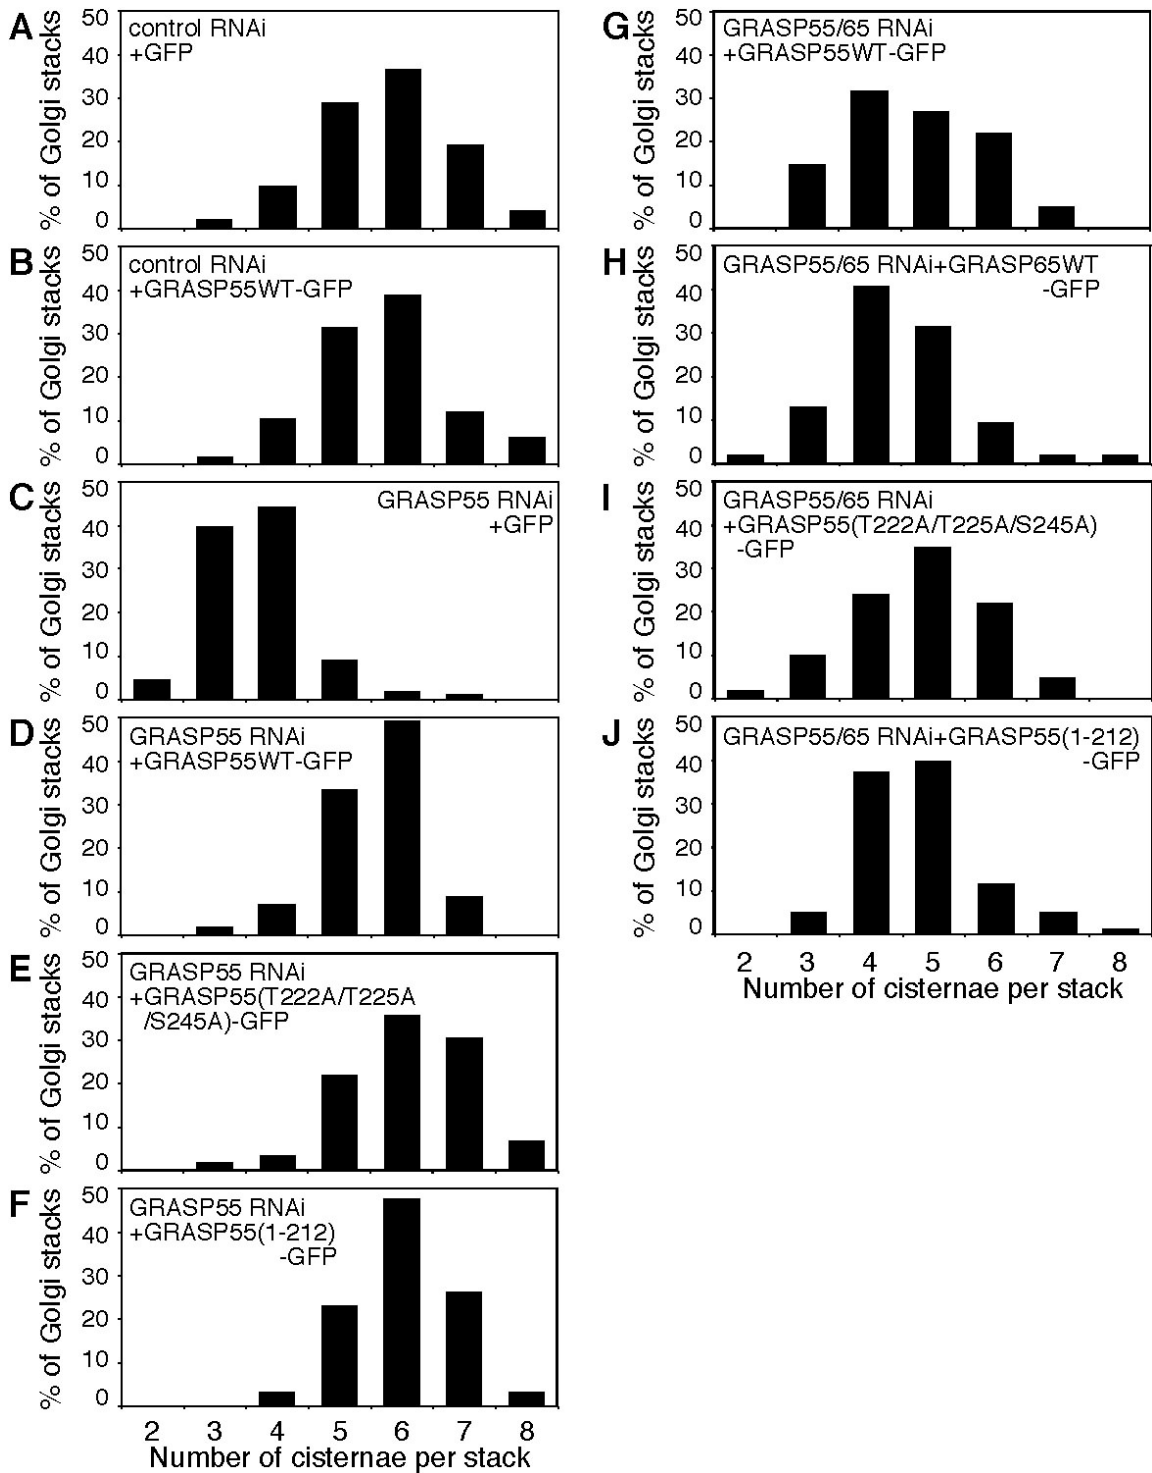 A
% of Golgi stacks
50
40
30
20
10
0
control RNAi
+GFP
B
% of Golgi stacks
50
40
30
20
10
0
control RNAi
+GRASP55WT-GFP
C
% of Golgi stacks
50
40
30
20
10
0
GRASP55 RNAi
+GFP
D
% of Golgi stacks
50
40
30
20
10
0
GRASP55 RNAi
+GRASP55WT-GFP
E
% of Golgi stacks
50
40
30
20
10
0
GRASP55 RNAi
+GRASP55(T222A/T225A
/S245A)-GFP
F
% of Golgi stacks
50
40
30
20
10
0
GRASP55 RNAi
+GRASP55(1-212)
-GFP
2 3 4 5 6 7 8
Number of cisternae per stack
G
% of Golgi stacks
50
40
30
20
10
0
GRASP55/65 RNAi
+GRASP55WT-GFP
H
% of Golgi stacks
50
40
30
20
10
0
GRASP55/65 RNAi+GRASP65WT
-GFP
I
% of Golgi stacks
50
40
30
20
10
0
GRASP55/65 RNAi
+GRASP55(T222A/T225A/S245A)
-GFP
J
% of Golgi stacks
50
40
30
20
10
0
GRASP55/65 RNAi+GRASP55(1-212)
-GFP
2 3 4 5 6 7 8
Number of cisternae per stack